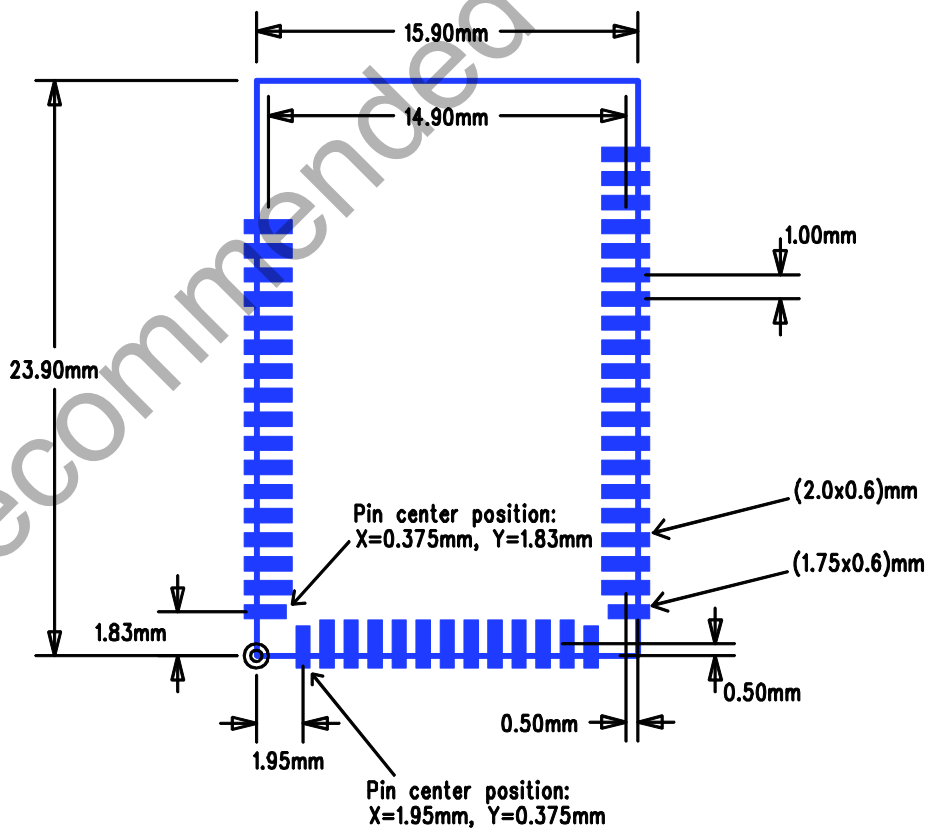 15.90mm
14.90mm
1.00mm
23.90mm
(2.0x0.6)mm
Pin center position:
X=0.375mm, Y=1.83mm
(1.75x0.6)mm
1.83mm
0.50mm
0.50mm
1.95mm
Pin center position:
X=1.95mm, Y=0.375mm
ecommended